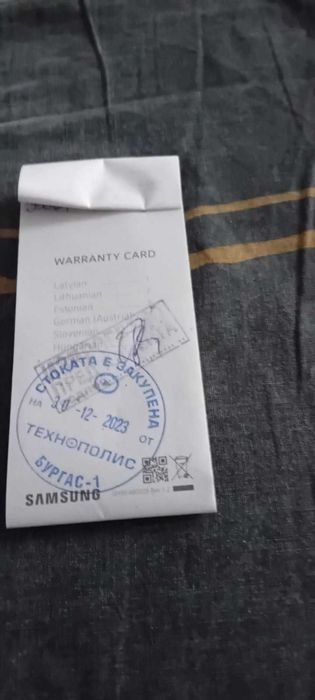 WARRANTY CARD
Latvian
Lithuanian
Estonian
German (Austria)
Slovenian
Hungarian
СТОКАТА Е ЗАКУПЕНА
НА
-12- 2023
ОТ
ТЕХНОПОЛИС
БУРГАС-1
SAMSUNG